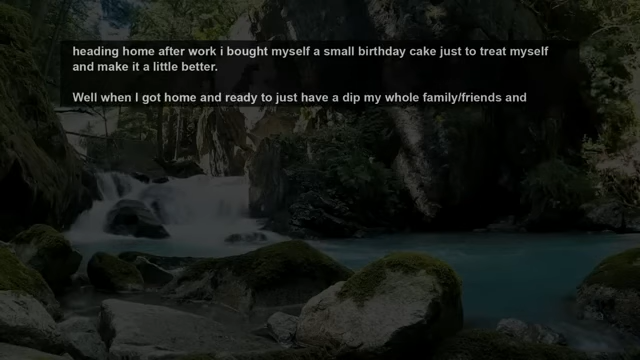 heading home after work i bought myself a small birthday cake just to treat myself
and make it a little better.
Well when I got home and ready to just have a dip my whole family/friends and